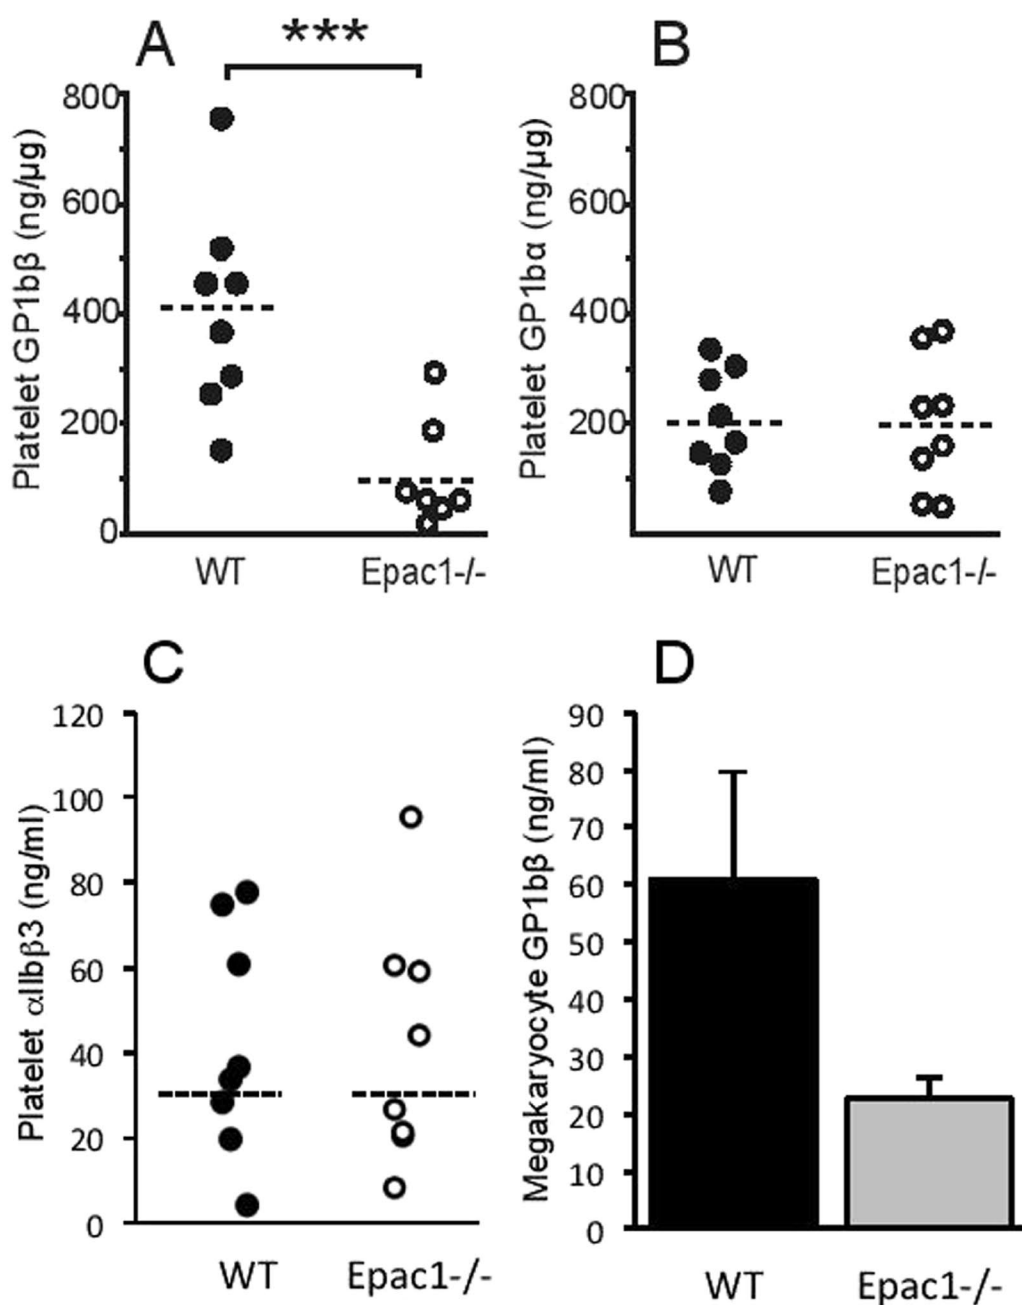 A
***
Platelet GP1bβ (ng/µg)
800
600
400
200
0
WT
Epac1-/-
B
Platelet GP1bα (ng/µg)
800
600
400
200
WT
Epac1-/-
C
Platelet αIIbβ3 (ng/ml)
120
100
80
60
40
20
0
WT
Epac1-/-
D
Megakaryocyte GP1bβ (ng/ml)
90
80
70
60
50
40
30
20
10
0
WT
Epac1-/-